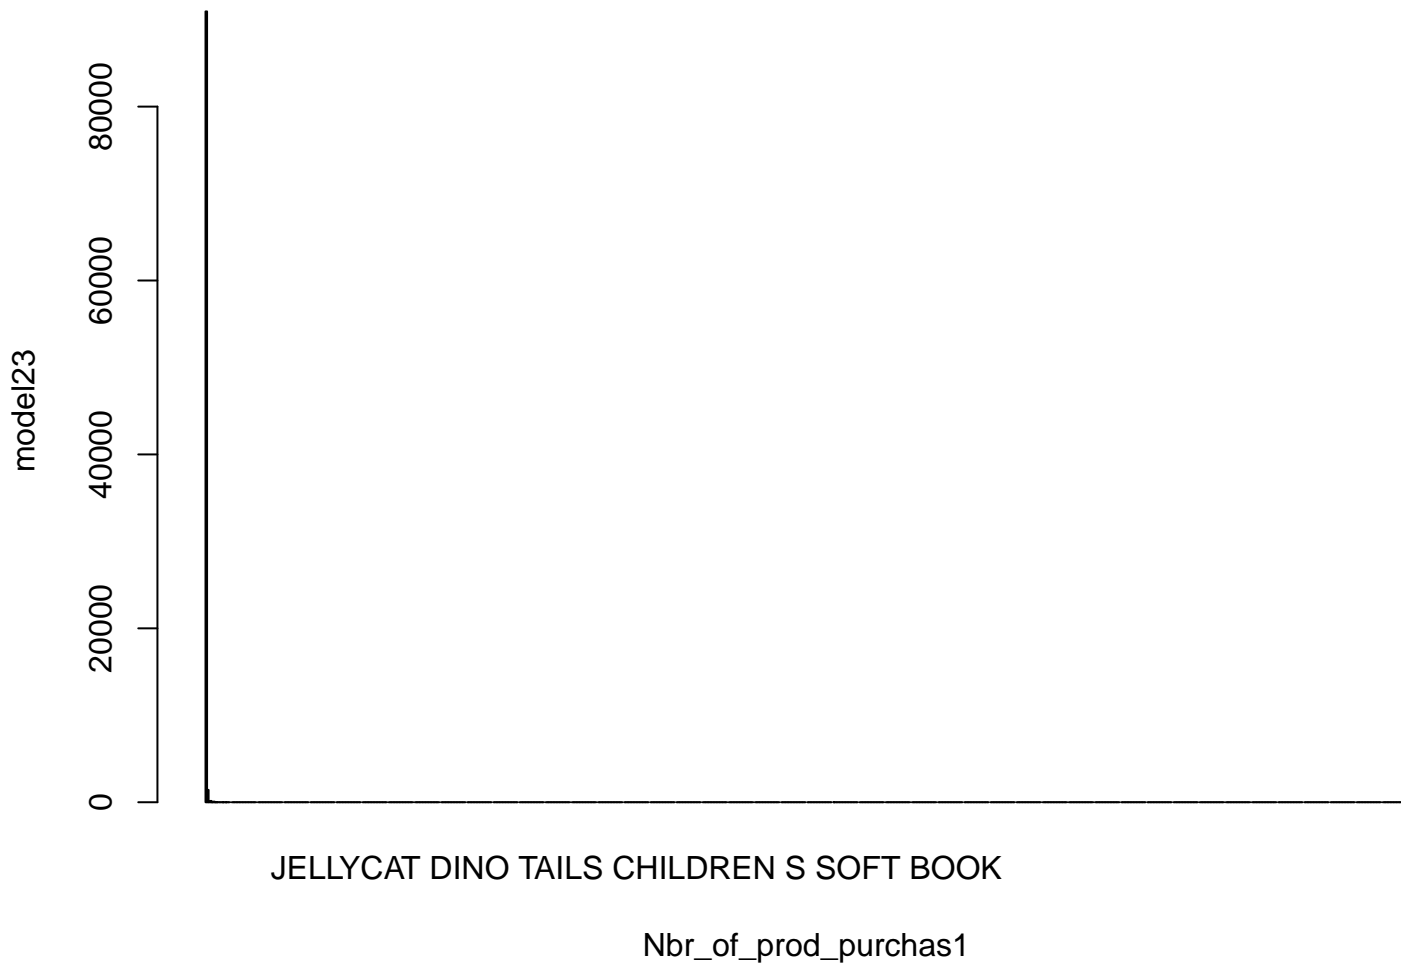 80000
60000
40000
20000
0
model23
JELLYCAT DINO TAILS CHILDREN S SOFT BOOK
Nbr_of_prod_purchas1